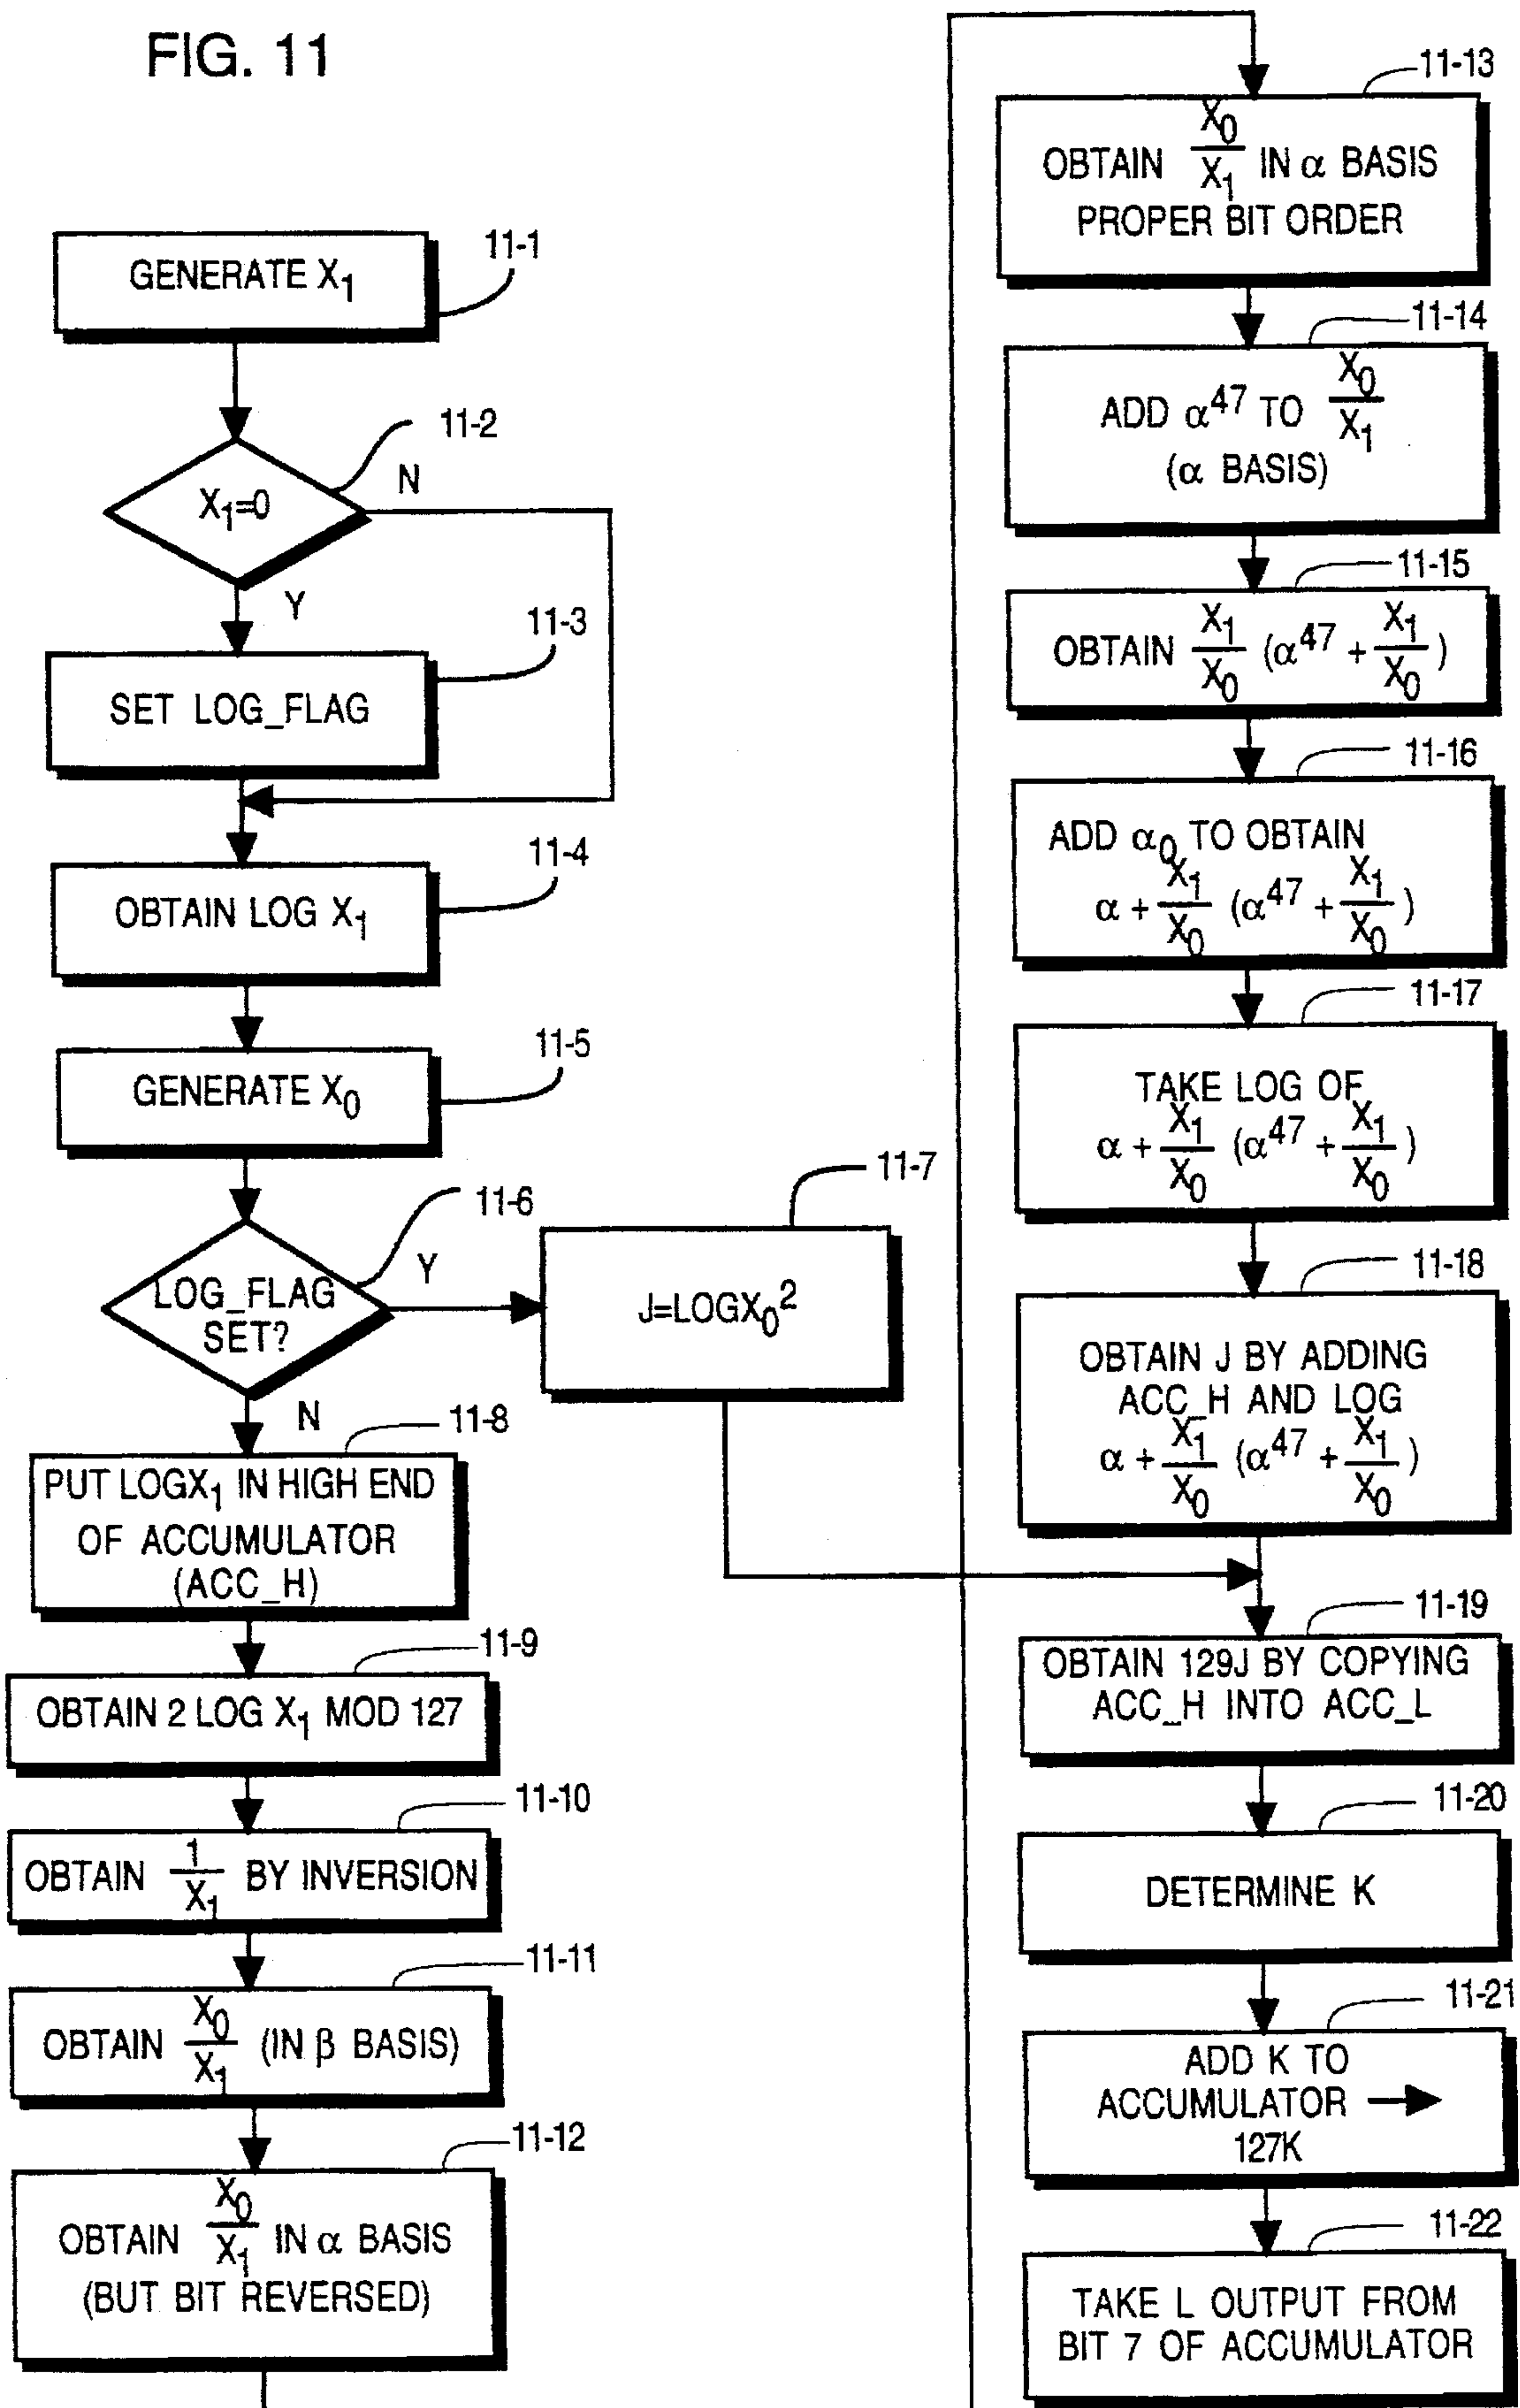 FIG. 11
11-1
GENERATE X₁
11-2
X₁=0
N
Y
11-3
SET LOG_FLAG
11-4
OBTAIN LOG X₁
11-5
GENERATE X₀
11-6
LOG_FLAG
SET?
Y
N
11-7
J=LOGX₀²
11-8
PUT LOGX₁ IN HIGH END
OF ACCUMULATOR
(ACC_H)
11-9
OBTAIN 2 LOG X₁ MOD 127
11-10
OBTAIN 1/X₁ BY INVERSION
11-11
OBTAIN X₀/X₁ (IN β BASIS)
11-12
OBTAIN X₀/X₁ IN α BASIS
(BUT BIT REVERSED)
11-13
OBTAIN X₀/X₁ IN α BASIS
PROPER BIT ORDER
11-14
ADD α⁴⁷ TO X₀/X₁
(α BASIS)
11-15
OBTAIN X₁/X₀ (α⁴⁷ + X₁/X₀)
11-16
ADD α₀ TO OBTAIN
α + X₁/X₀ (α⁴⁷ + X₁/X₀)
11-17
TAKE LOG OF
α + X₁/X₀ (α⁴⁷ + X₁/X₀)
11-18
OBTAIN J BY ADDING
ACC_H AND LOG
α + X₁/X₀ (α⁴⁷ + X₁/X₀)
11-19
OBTAIN 129J BY COPYING
ACC_H INTO ACC_L
11-20
DETERMINE K
11-21
ADD K TO
ACCUMULATOR →
127K
11-22
TAKE L OUTPUT FROM
BIT 7 OF ACCUMULATOR